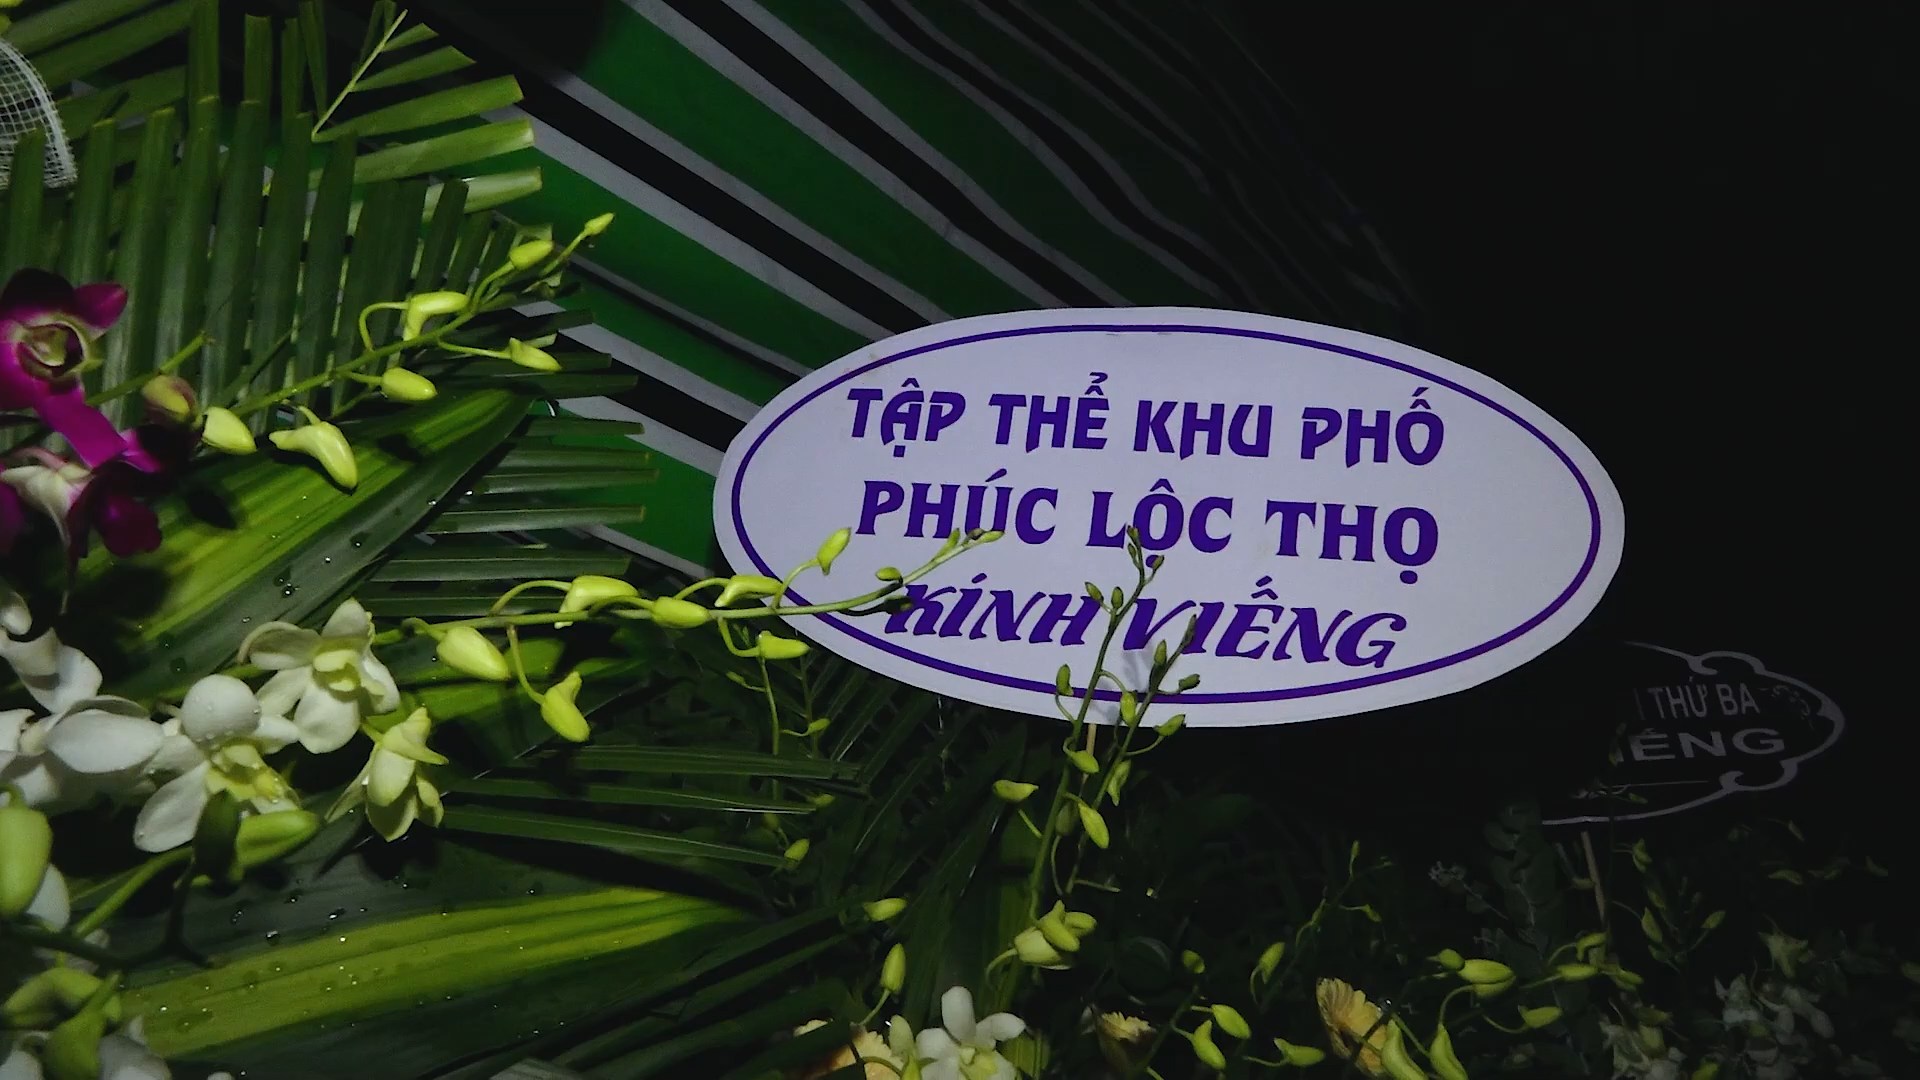 TẬP THỂ KHU PHỐ
PHÚC LỘC THỌ
KÍNH VIẾNG
THỨ BA